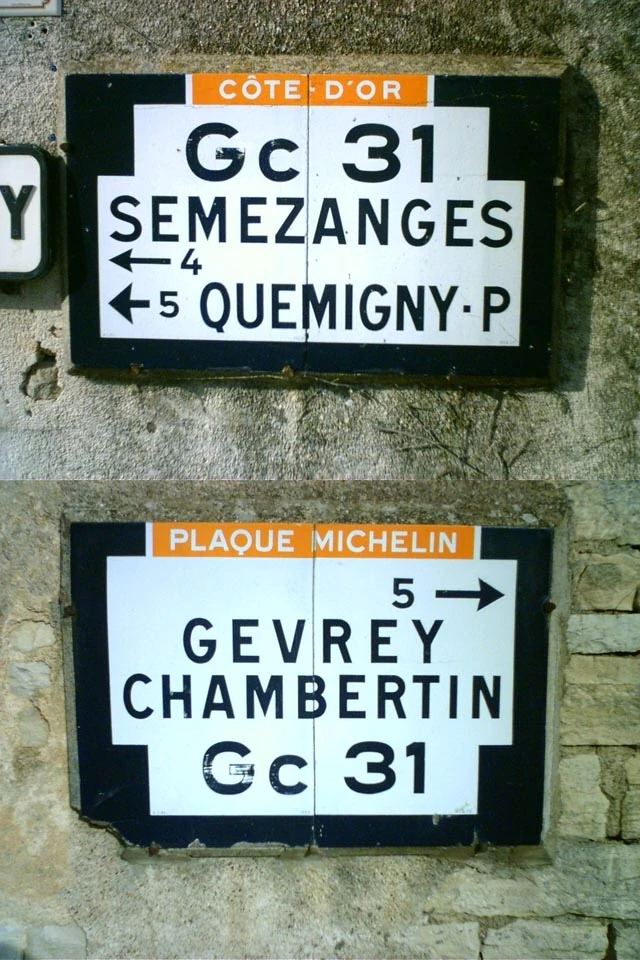 CÔTE-D'OR
Gc 31
Y
SEMEZANGES
← 4
← 5 QUEMIGNY·P
PLAQUE MICHELIN
5 →
GEVREY
CHAMBERTIN
Gc 31